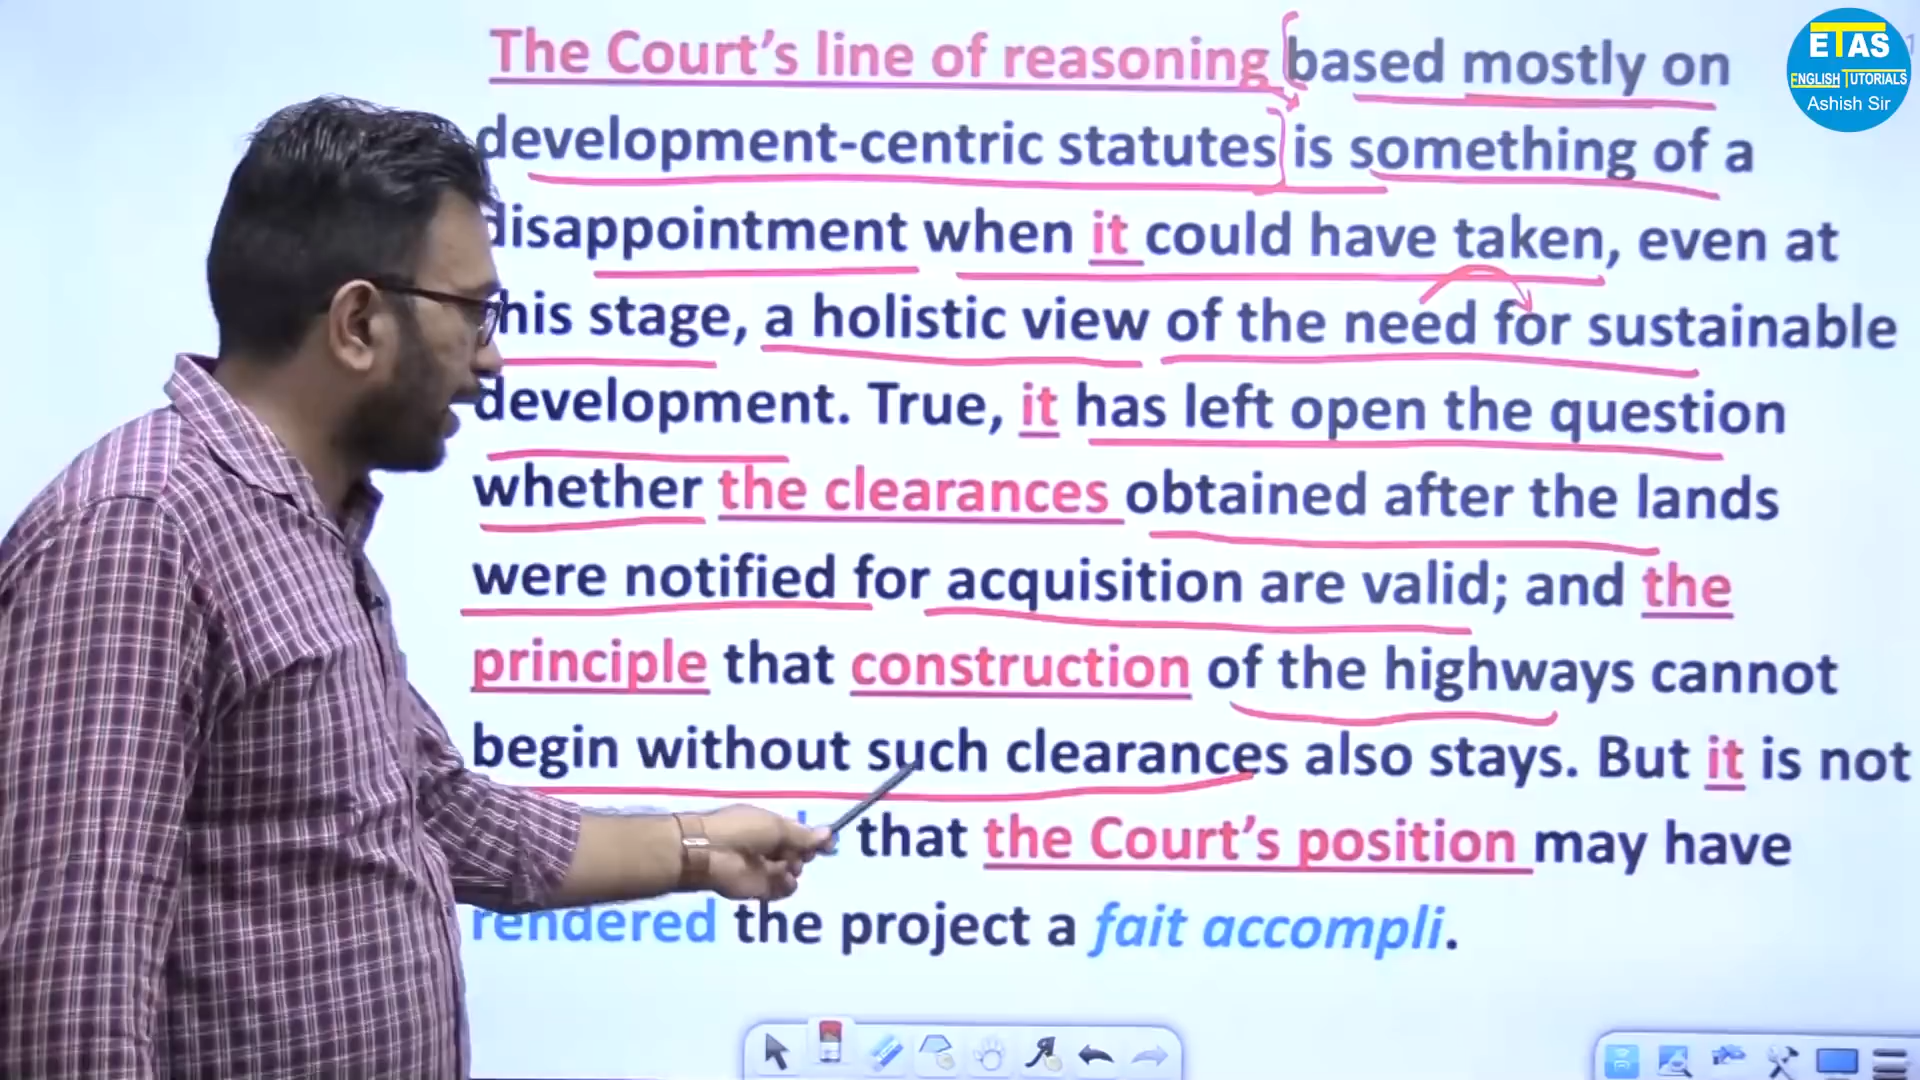 The Court's line of reasoning based mostly on
development-centric statutes is something of a
disappointment when it could have taken, even at
this stage, a holistic view of the need for sustainable
development. True, it has left open the question
whether the clearances obtained after the lands
were notified for acquisition are valid; and the
principle that construction of the highways cannot
begin without such clearances also stays. But it is not
that the Court's position may have
rendered the project a fait accompli.
ETAS
ENGLISH TUTORIALS
Ashish Sir